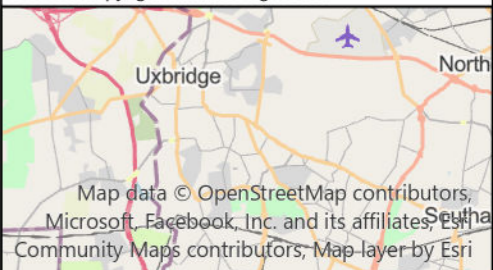 Uxbridge
North
Map data © OpenStreetMap contributors,
Microsoft, Facebook, Inc. and its affiliates, Esri
Southa
Community Maps contributors, Map layer by Esri